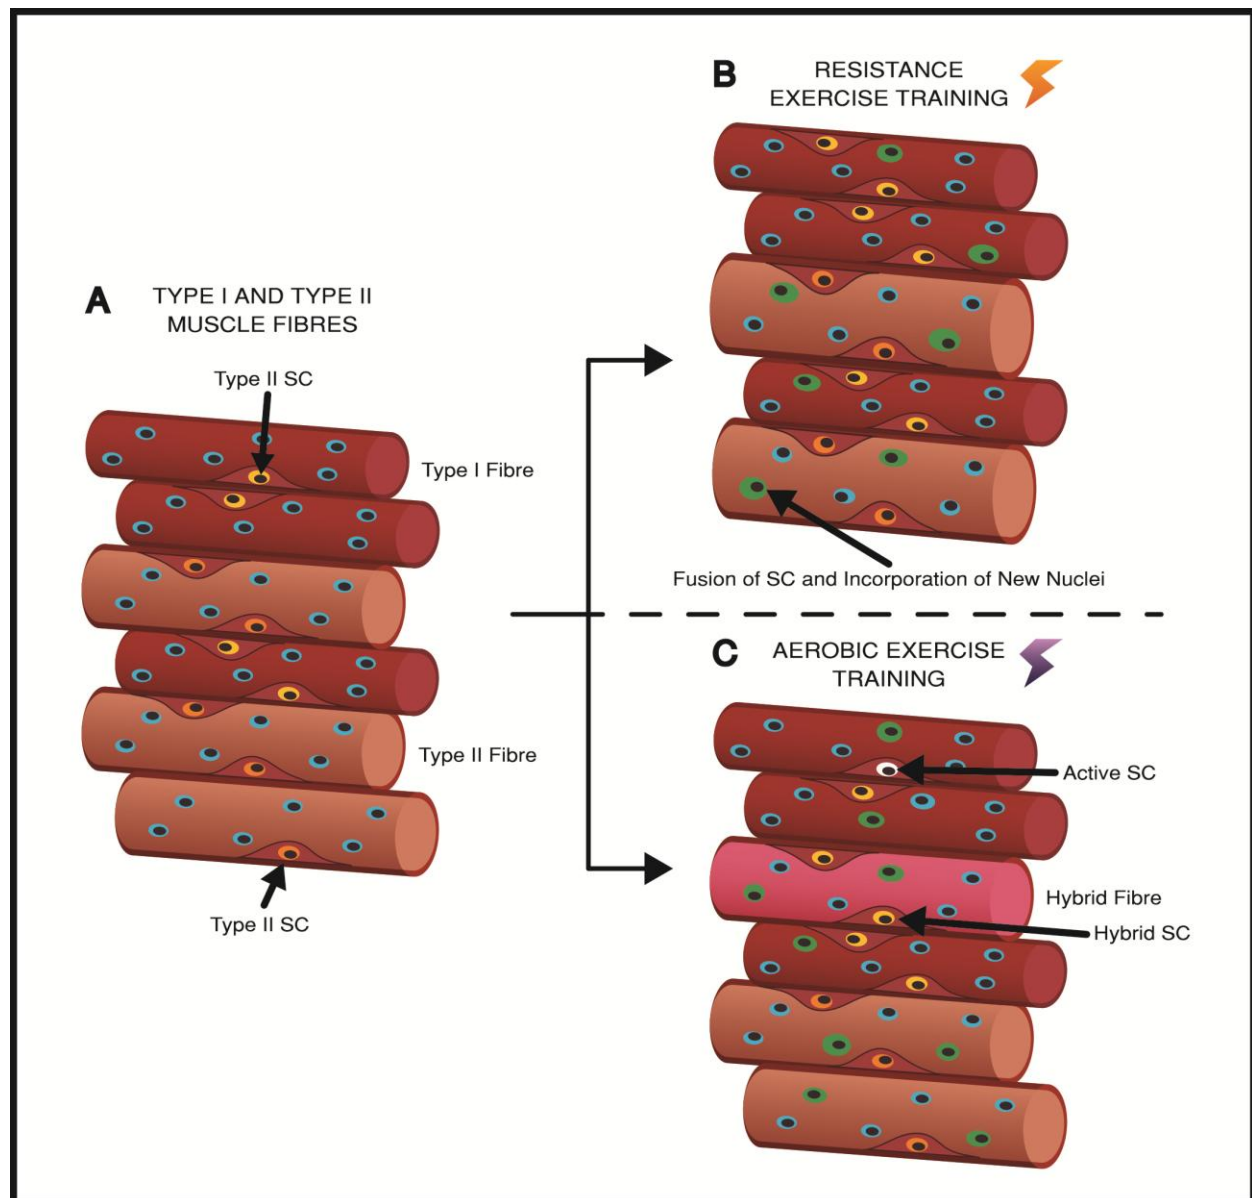 A
TYPE I AND TYPE II
MUSCLE FIBRES
Type II SC
Type I Fibre
Type II Fibre
Type II SC
B
RESISTANCE
EXERCISE TRAINING
Fusion of SC and Incorporation of New Nuclei
C
AEROBIC EXERCISE
TRAINING
Active SC
Hybrid Fibre
Hybrid SC